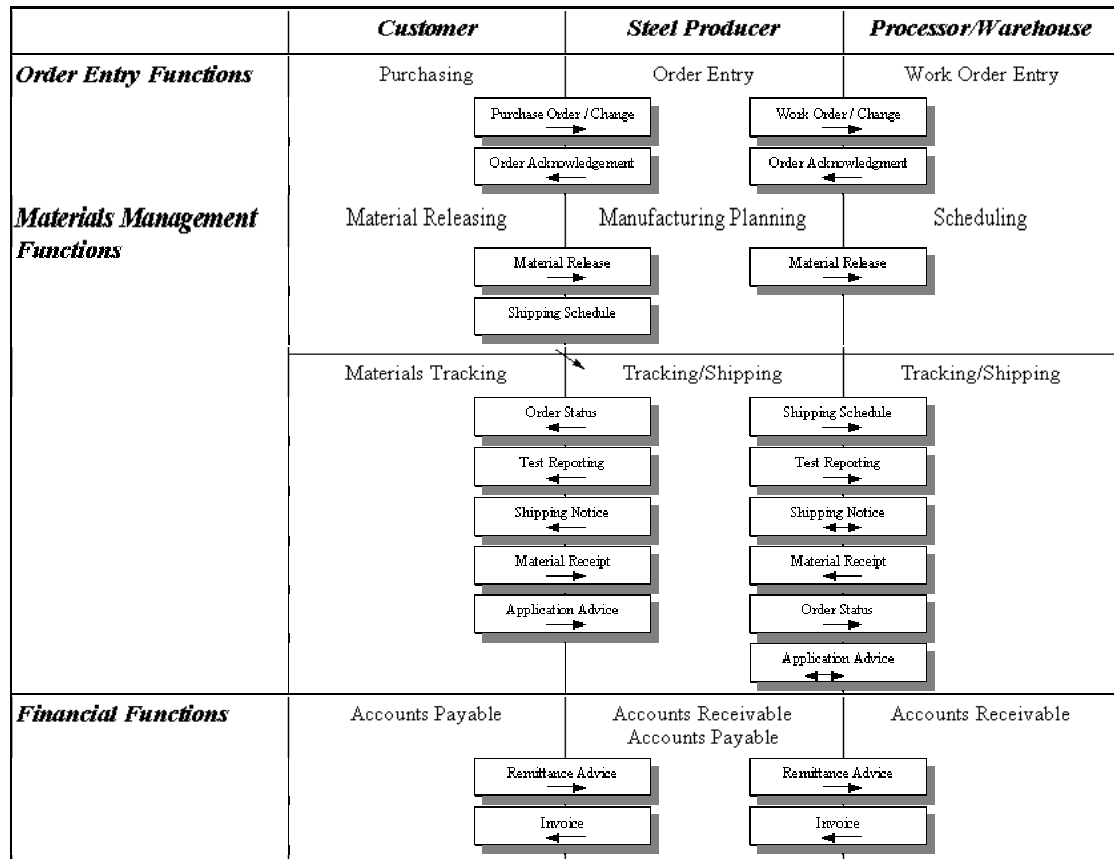 Customer
Steel Producer
Processor/Warehouse
Order Entry Functions
Purchasing
Order Entry
Work Order Entry
Purchase Order / Change
Work Order / Change
Order Acknowledgement
Order Acknowledgment
Materials Management
Functions
Material Releasing
Manufacturing Planning
Scheduling
Material Release
Material Release
Shipping Schedule
Materials Tracking
Tracking/Shipping
Tracking/Shipping
Order Status
Shipping Schedule
Test Reporting
Test Reporting
Shipping Notice
Shipping Notice
Material Receipt
Material Receipt
Application Advice
Order Status
Application Advice
Financial Functions
Accounts Payable
Accounts Receivable
Accounts Payable
Accounts Receivable
Remittance Advice
Remittance Advice
Invoice
Invoice